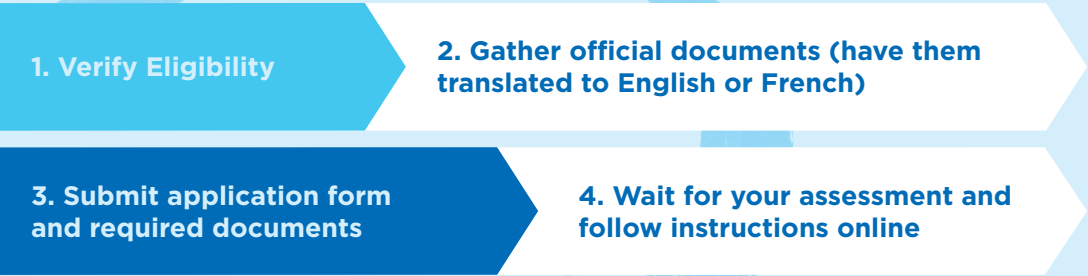 1. Verify Eligibility
2. Gather official documents (have them
translated to English or French)
3. Submit application form
and required documents
4. Wait for your assessment and
follow instructions online